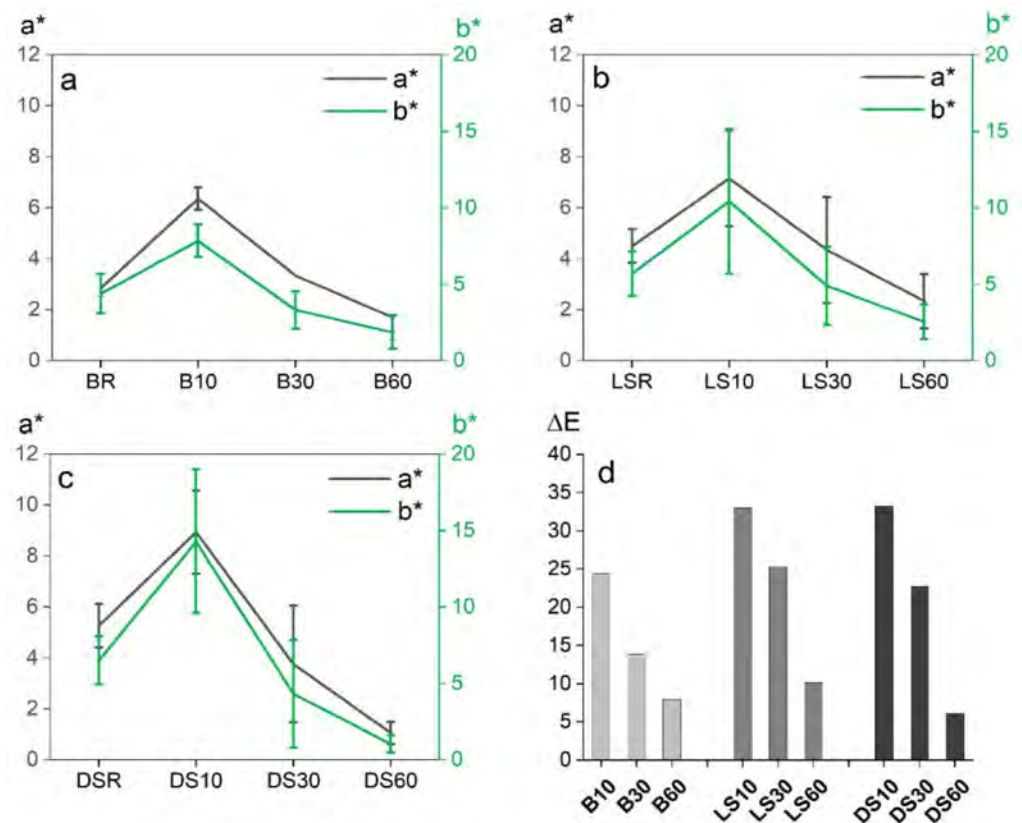 a* b* a* b*
12 20 12 20
a a* b a*
b* b*
10 10
15 15
8 8
6 10 6 10
4 4
5 5
2 2
0 0 0 0
BR B10 B30 B60 LSR LS10 LS30 LS60
a* b* ΔE
12 20 40
c a* d
35
10 b*
15 30
8
25
6 10 20
4 15
5 10
2
5
0 0 0
DSR DS10 DS30 DS60
B10 B30 B60 LS10 LS30 LS60 DS10 DS30 DS60